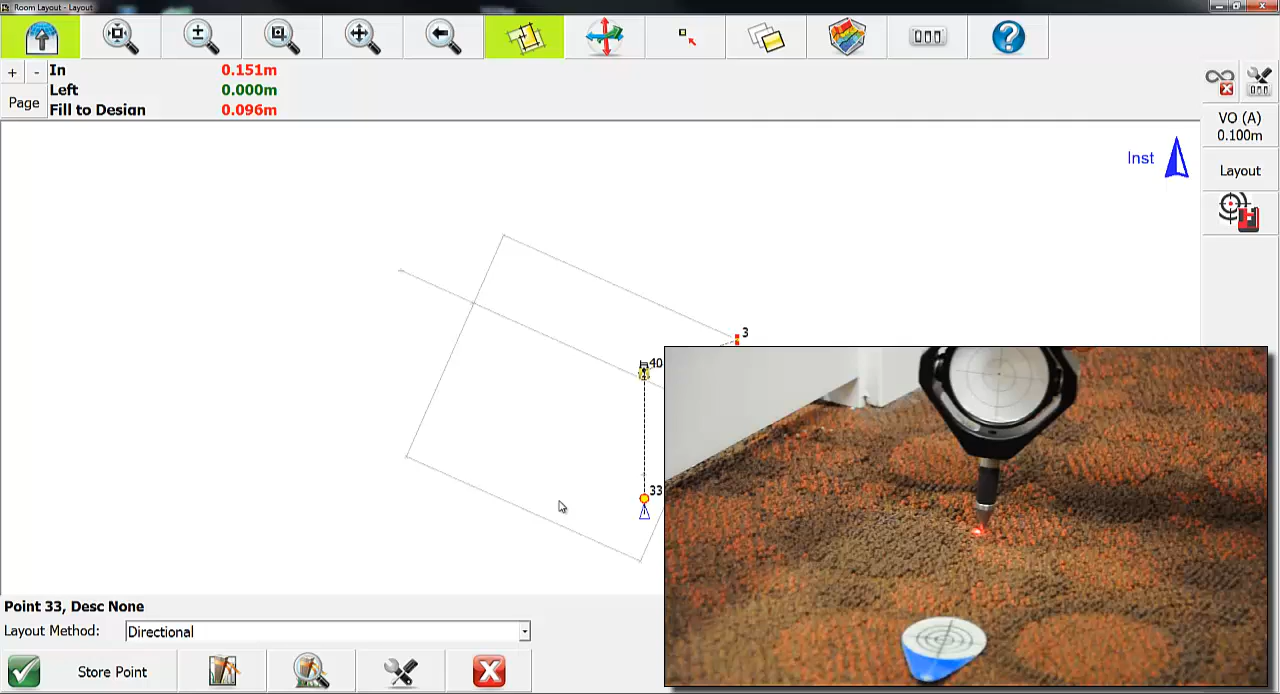 Room Layout - Layout
+ - In 0.151m
Left 0.000m
Page
Fill to Design 0.096m
VO (A)
0.100m
Inst
Layout
3
40
33
Point 33, Desc None
Layout Method: Directional
Store Point